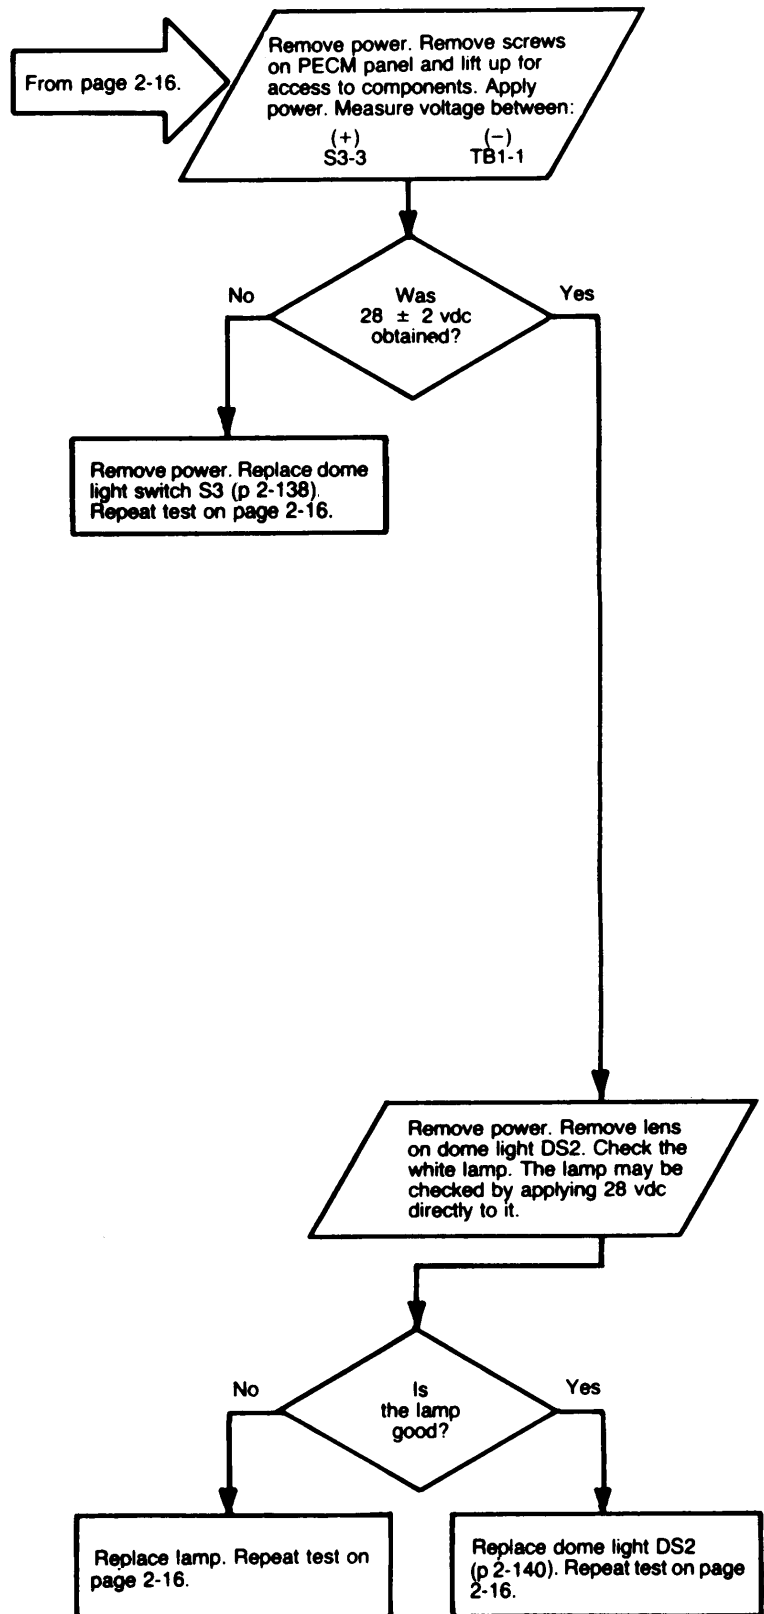 From page 2-16.
Remove power. Remove screws
on PECM panel and lift up for
access to components. Apply
power. Measure voltage between:
(+) (−)
S3-3 TB1-1
No
Was
28 ± 2 vdc
obtained?
Yes
Remove power. Replace dome
light switch S3 (p 2-138).
Repeat test on page 2-16.
Remove power. Remove lens
on dome light DS2. Check the
white lamp. The lamp may be
checked by applying 28 vdc
directly to it.
No
Is
the lamp
good?
Yes
Replace lamp. Repeat test on
page 2-16.
Replace dome light DS2
(p 2-140). Repeat test on page
2-16.